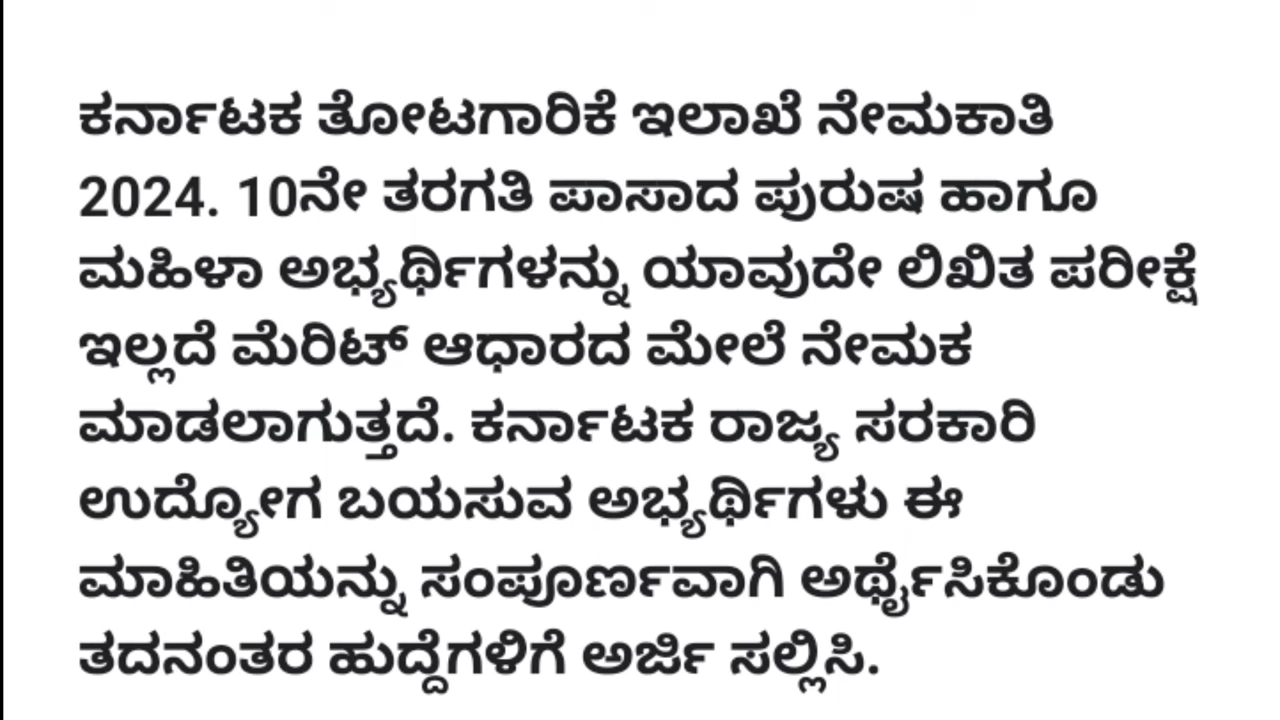 ಕರ್ನಾಟಕ ತೋಟಗಾರಿಕೆ ಇಲಾಖೆ ನೇಮಕಾತಿ
2024. 10ನೇ ತರಗತಿ ಪಾಸಾದ ಪುರುಷ ಹಾಗೂ
ಮಹಿಳಾ ಅಭ್ಯರ್ಥಿಗಳನ್ನು ಯಾವುದೇ ಲಿಖಿತ ಪರೀಕ್ಷೆ
ಇಲ್ಲದೆ ಮೆರಿಟ್ ಆಧಾರದ ಮೇಲೆ ನೇಮಕ
ಮಾಡಲಾಗುತ್ತದೆ. ಕರ್ನಾಟಕ ರಾಜ್ಯ ಸರಕಾರಿ
ಉದ್ಯೋಗ ಬಯಸುವ ಅಭ್ಯರ್ಥಿಗಳು ಈ
ಮಾಹಿತಿಯನ್ನು ಸಂಪೂರ್ಣವಾಗಿ ಅರ್ಥೈಸಿಕೊಂಡು
ತದನಂತರ ಹುದ್ದೆಗಳಿಗೆ ಅರ್ಜಿ ಸಲ್ಲಿಸಿ.